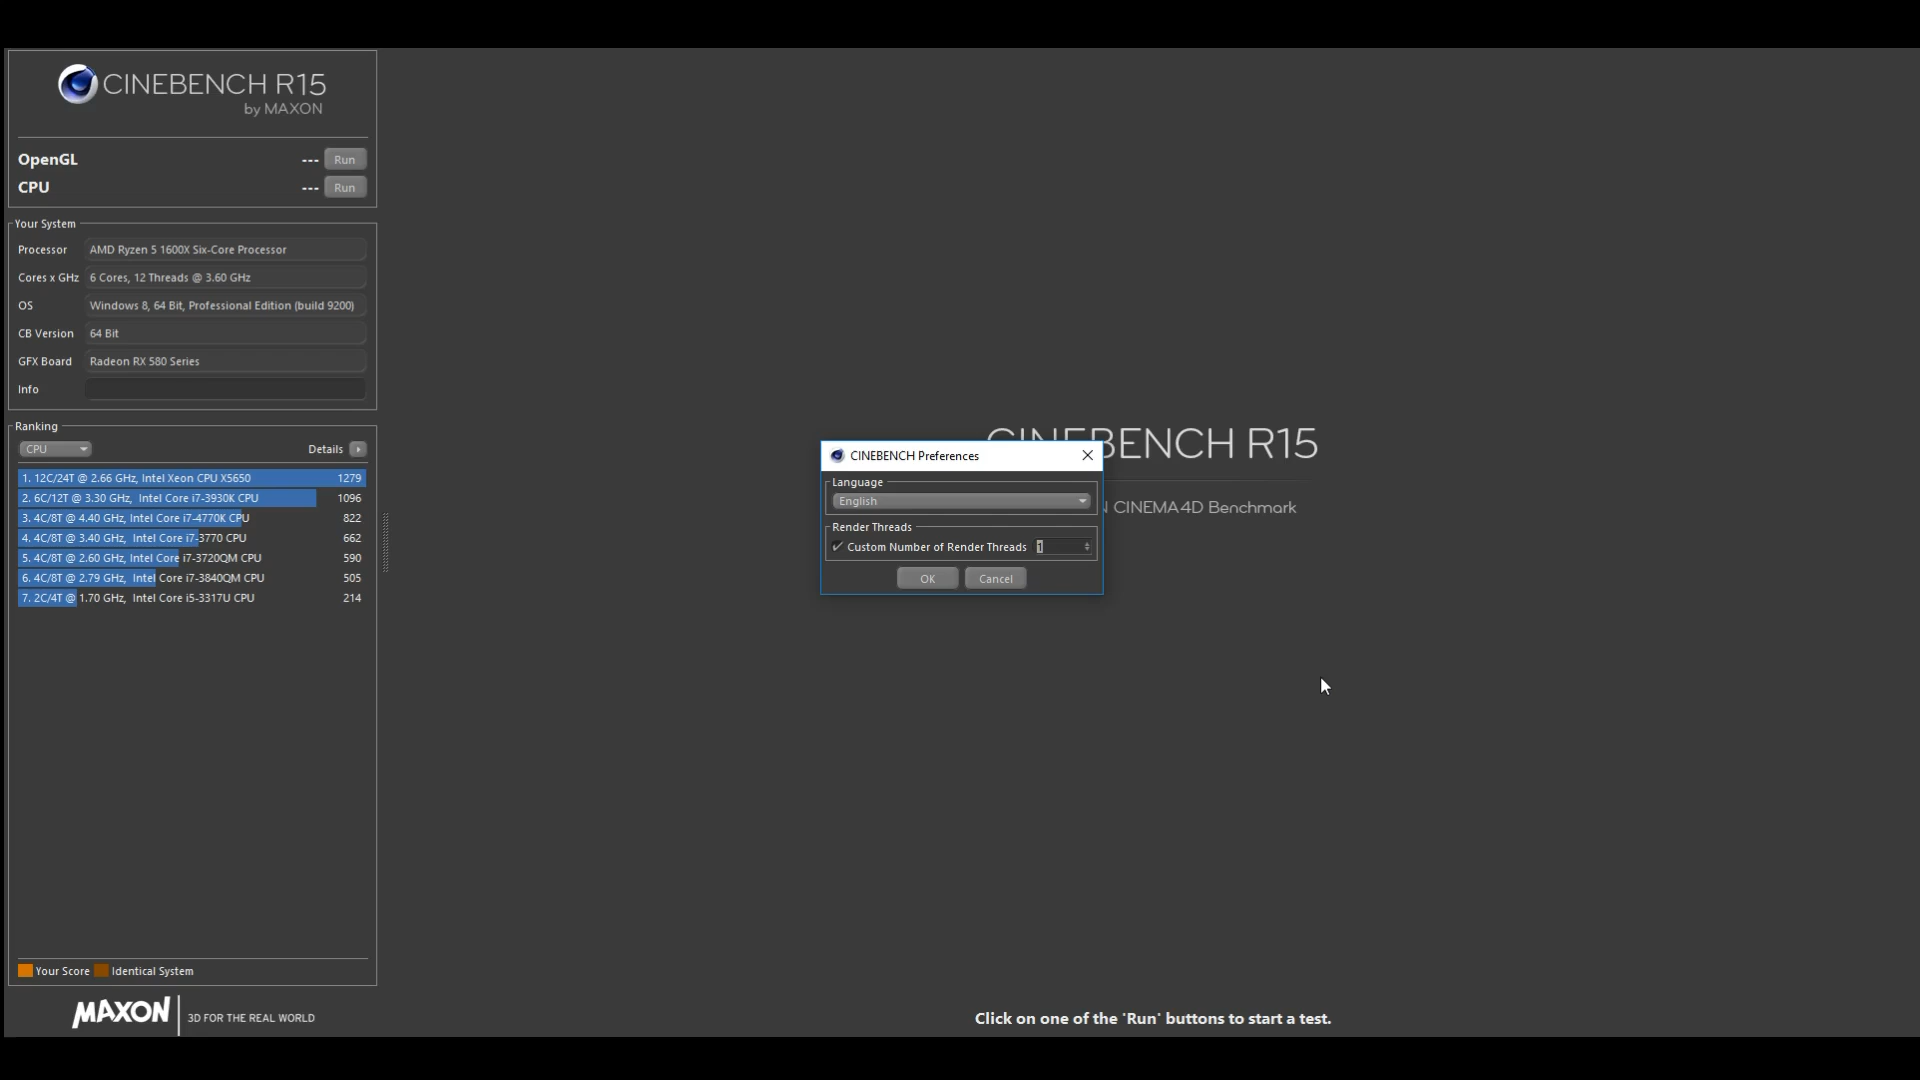 CINEBENCH R15
by MAXON
OpenGL --- Run
CPU --- Run
Your System
Processor AMD Ryzen 5 1600X Six-Core Processor
Cores x GHz 6 Cores, 12 Threads @ 3.60 GHz
OS Windows 8, 64 Bit, Professional Edition (build 9200)
CB Version 64 Bit
GFX Board Radeon RX 580 Series
Info
Ranking
CPU Details
1. 12C/24T @ 2.66 GHz, Intel Xeon CPU X5650 1279
2. 6C/12T @ 3.30 GHz, Intel Core i7-3930K CPU 1096
3. 4C/8T @ 4.40 GHz, Intel Core i7-4770K CPU 822
4. 4C/8T @ 3.40 GHz, Intel Core i7-3770 CPU 662
5. 4C/8T @ 2.60 GHz, Intel Core i7-3720QM CPU 590
6. 4C/8T @ 2.79 GHz, Intel Core i7-3840QM CPU 505
7. 2C/4T @ 1.70 GHz, Intel Core i5-3317U CPU 214
Your Score Identical System
MAXON 3D FOR THE REAL WORLD
CINEBENCH R15
CINEMA4D Benchmark
CINEBENCH Preferences
Language
English
Render Threads
Custom Number of Render Threads 1
OK Cancel
Click on one of the 'Run' buttons to start a test.